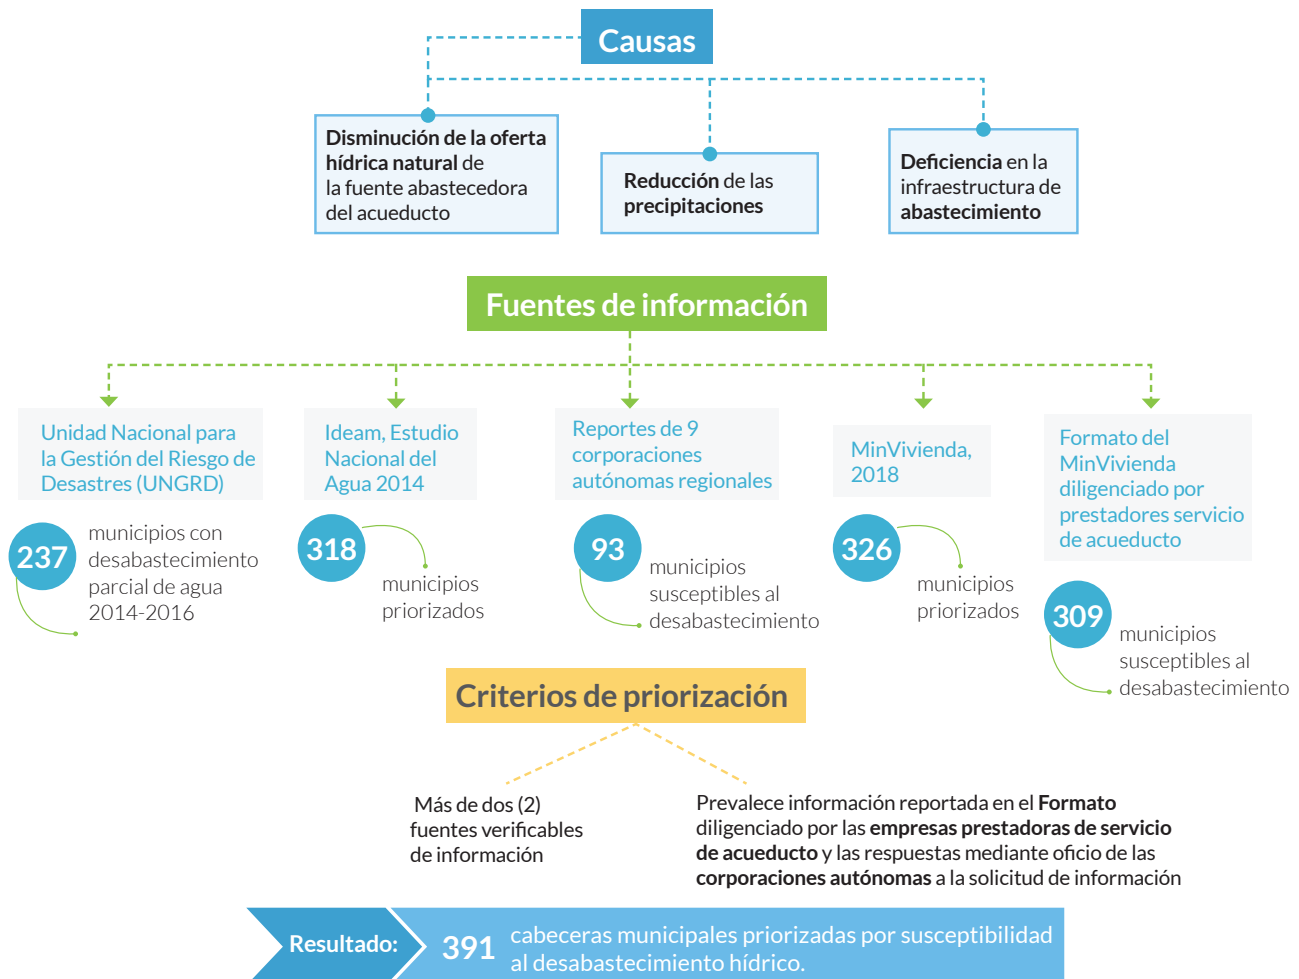 Causas
Disminución de la oferta
hídrica natural de
la fuente abastecedora
del acueducto
Reducción de las
precipitaciones
Deficiencia en la
infraestructura de
abastecimiento
Fuentes de información
Unidad Nacional para
la Gestión del Riesgo de
Desastres (UNGRD)
237
municipios con
desabastecimiento
parcial de agua
2014-2016
Ideam, Estudio
Nacional del
Agua 2014
318
municipios
priorizados
Reportes de 9
corporaciones
autónomas regionales
93
municipios
susceptibles al
desabastecimiento
MinVivienda,
2018
326
municipios
priorizados
Formato del
MinVivienda
diligenciado por
prestadores servicio
de acueducto
309
municipios
susceptibles al
desabastecimiento
Criterios de priorización
Más de dos (2)
fuentes verificables
de información
Prevalece información reportada en el Formato
diligenciado por las empresas prestadoras de servicio
de acueducto y las respuestas mediante oficio de las
corporaciones autónomas a la solicitud de información
Resultado:
391 cabeceras municipales priorizadas por susceptibilidad
al desabastecimiento hídrico.